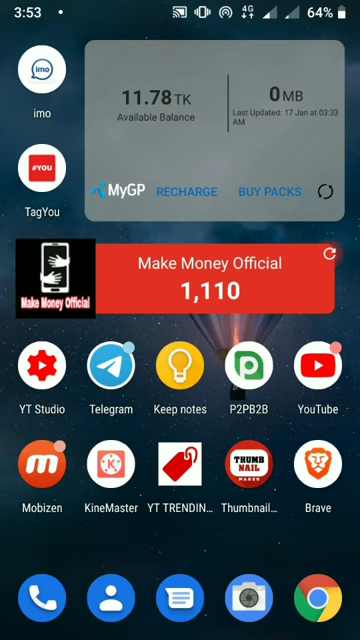 3:53
4G
64%
imo
imo
11.78 TK
Available Balance
0 MB
Last Updated: 17 Jan at 03:33
AM
#YOU
TagYou
MyGP
RECHARGE
BUY PACKS
Make Money Official
Make Money Official
1,110
YT Studio
Telegram
Keep notes
P2PB2B
YouTube
K
THUMB
NAIL
MAKER
Mobizen
KineMaster
YT TRENDIN...
Thumbnail...
Brave